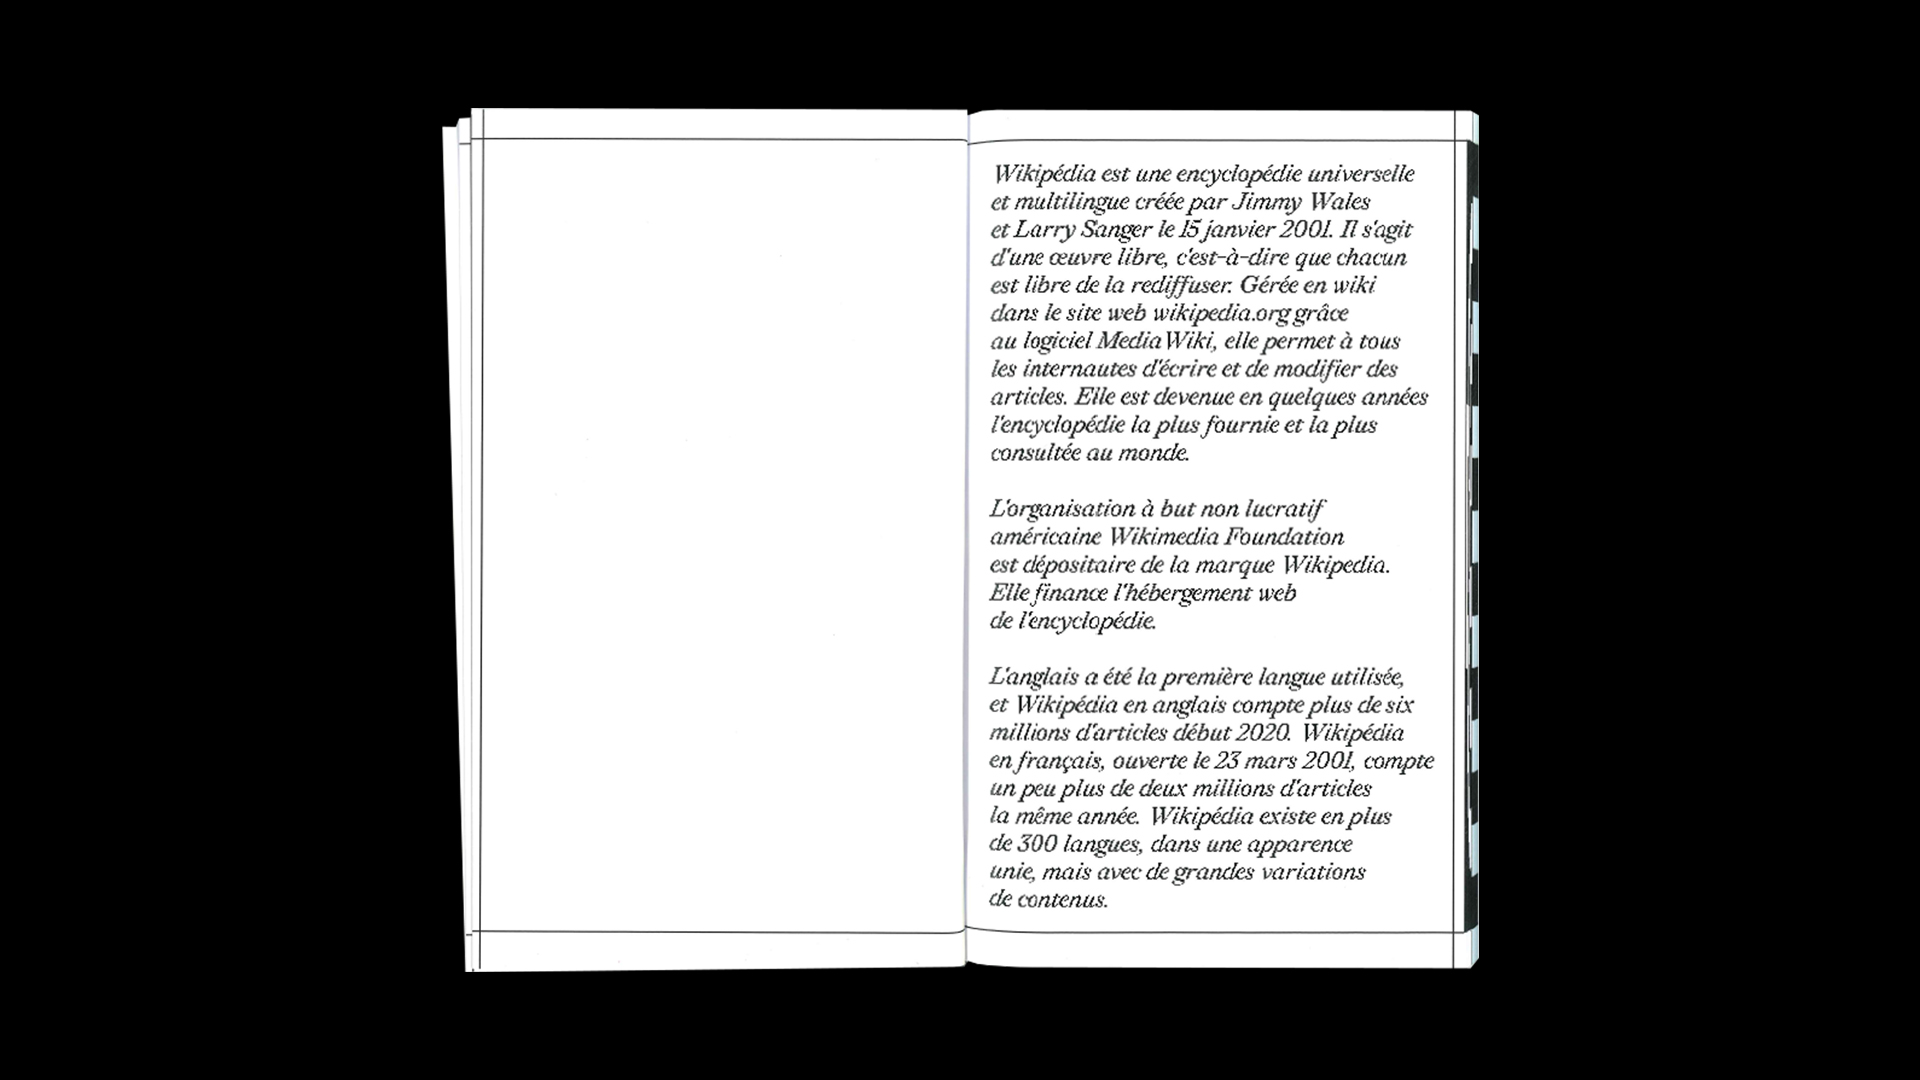 Wikipédia est une encyclopédie universelle
et multilingue créée par Jimmy Wales
et Larry Sanger le 15 janvier 2001. Il s'agit
d'une œuvre libre, c'est-à-dire que chacun
est libre de la rediffuser. Gérée en wiki
dans le site web wikipedia.org grâce
au logiciel MediaWiki, elle permet à tous
les internautes d'écrire et de modifier des
articles. Elle est devenue en quelques années
l'encyclopédie la plus fournie et la plus
consultée au monde.
L'organisation à but non lucratif
américaine Wikimedia Foundation
est dépositaire de la marque Wikipedia.
Elle finance l'hébergement web
de l'encyclopédie.
L'anglais a été la première langue utilisée,
et Wikipédia en anglais compte plus de six
millions d'articles début 2020. Wikipédia
en français, ouverte le 23 mars 2001, compte
un peu plus de deux millions d'articles
la même année. Wikipédia existe en plus
de 300 langues, dans une apparence
unie, mais avec de grandes variations
de contenus.